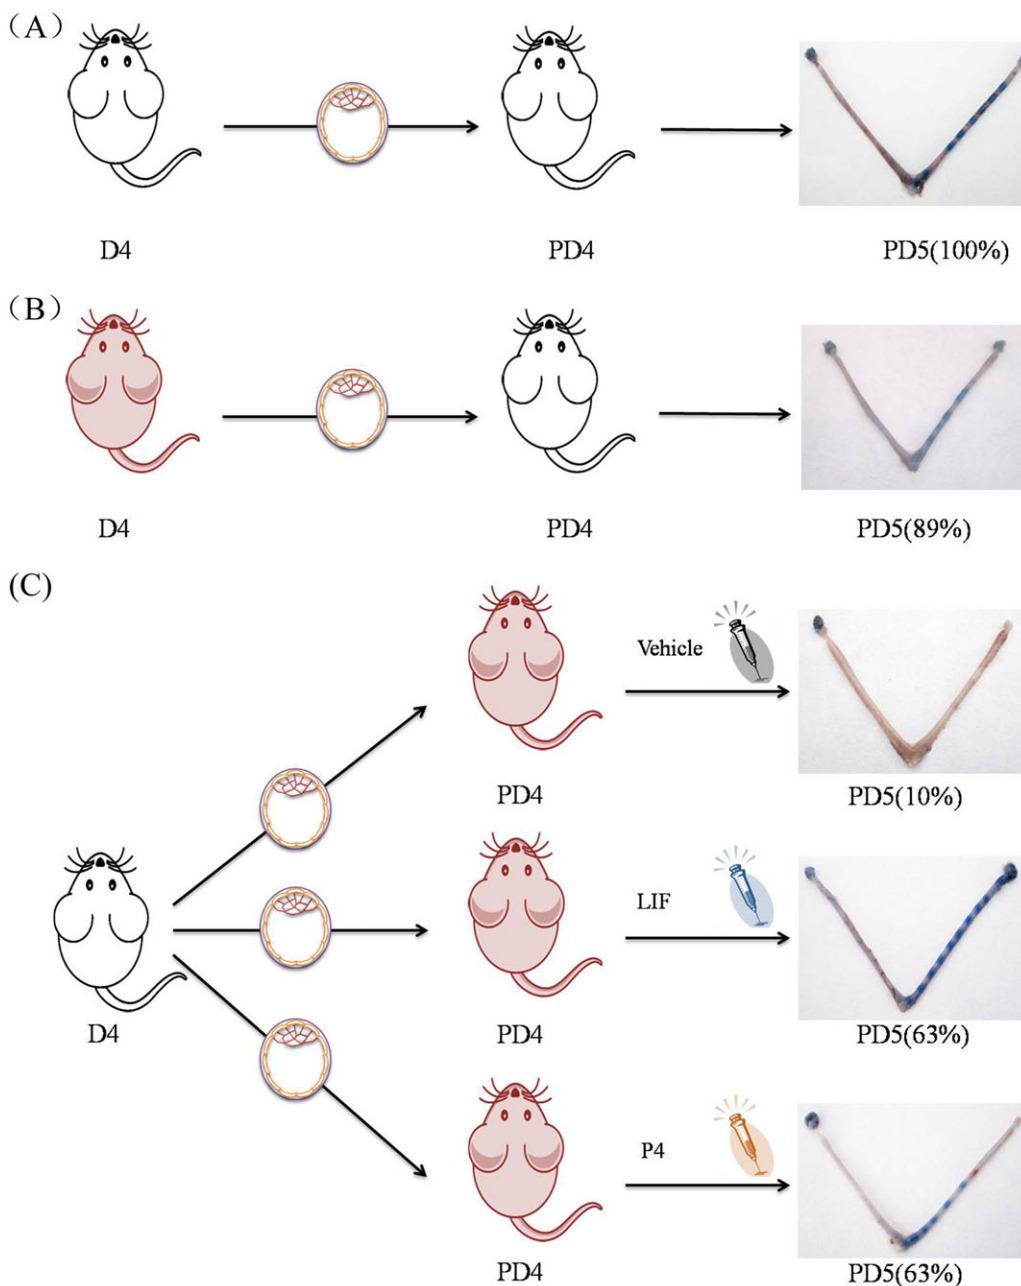 (A)
D4 PD4 PD5(100%)
(B)
D4 PD4 PD5(89%)
(C)
Vehicle
PD4 PD5(10%)
LIF
D4 PD4 PD5(63%)
P4
PD4 PD5(63%)